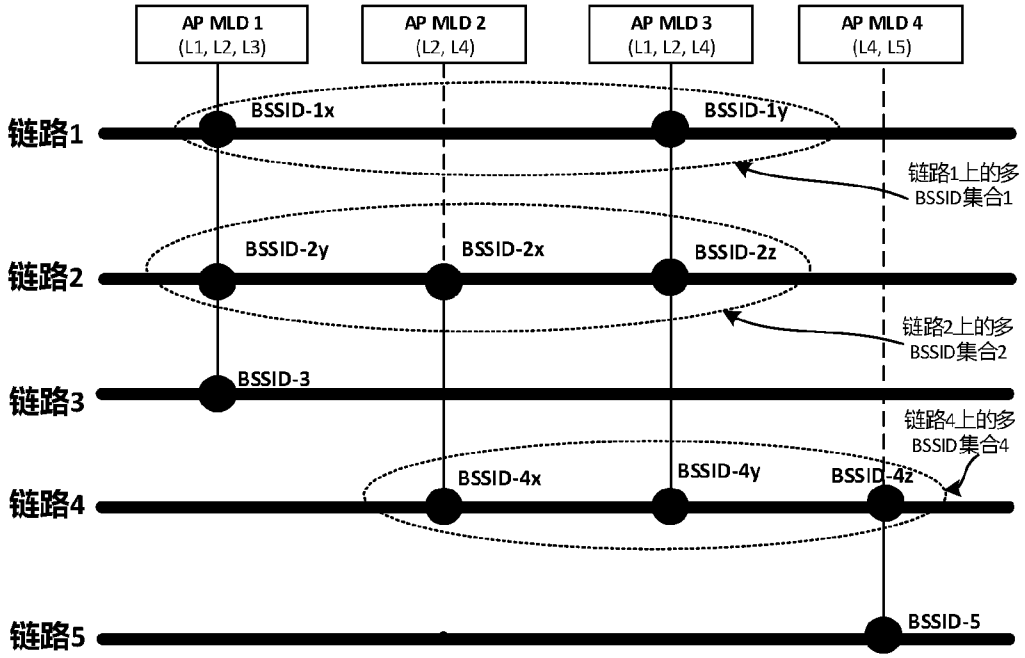 AP MLD 1
(L1, L2, L3)
AP MLD 2
(L2, L4)
AP MLD 3
(L1, L2, L4)
AP MLD 4
(L4, L5)
链路1
BSSID-1x
BSSID-1y
链路1上的多
BSSID集合1
链路2
BSSID-2y
BSSID-2x
BSSID-2z
链路2上的多
BSSID集合2
链路3
BSSID-3
链路4上的多
BSSID集合4
链路4
BSSID-4x
BSSID-4y
BSSID-4z
链路5
BSSID-5